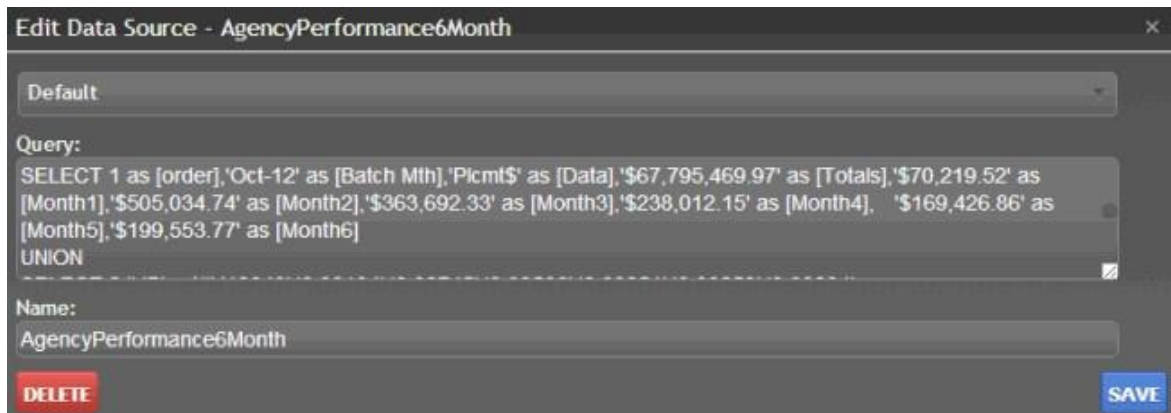 Edit Data Source - AgencyPerformance6Month
Default
Query:
SELECT 1 as [order],'Oct-12' as [Batch Mth],'Plcmt$' as [Data],'$67,795,469.97' as [Totals],'$70,219.52' as
[Month1],'$505,034.74' as [Month2],'$363,692.33' as [Month3],'$238,012.15' as [Month4], '$169,426.86' as
[Month5],'$199,553.77' as [Month6]
UNION
Name:
AgencyPerformance6Month
DELETE
SAVE